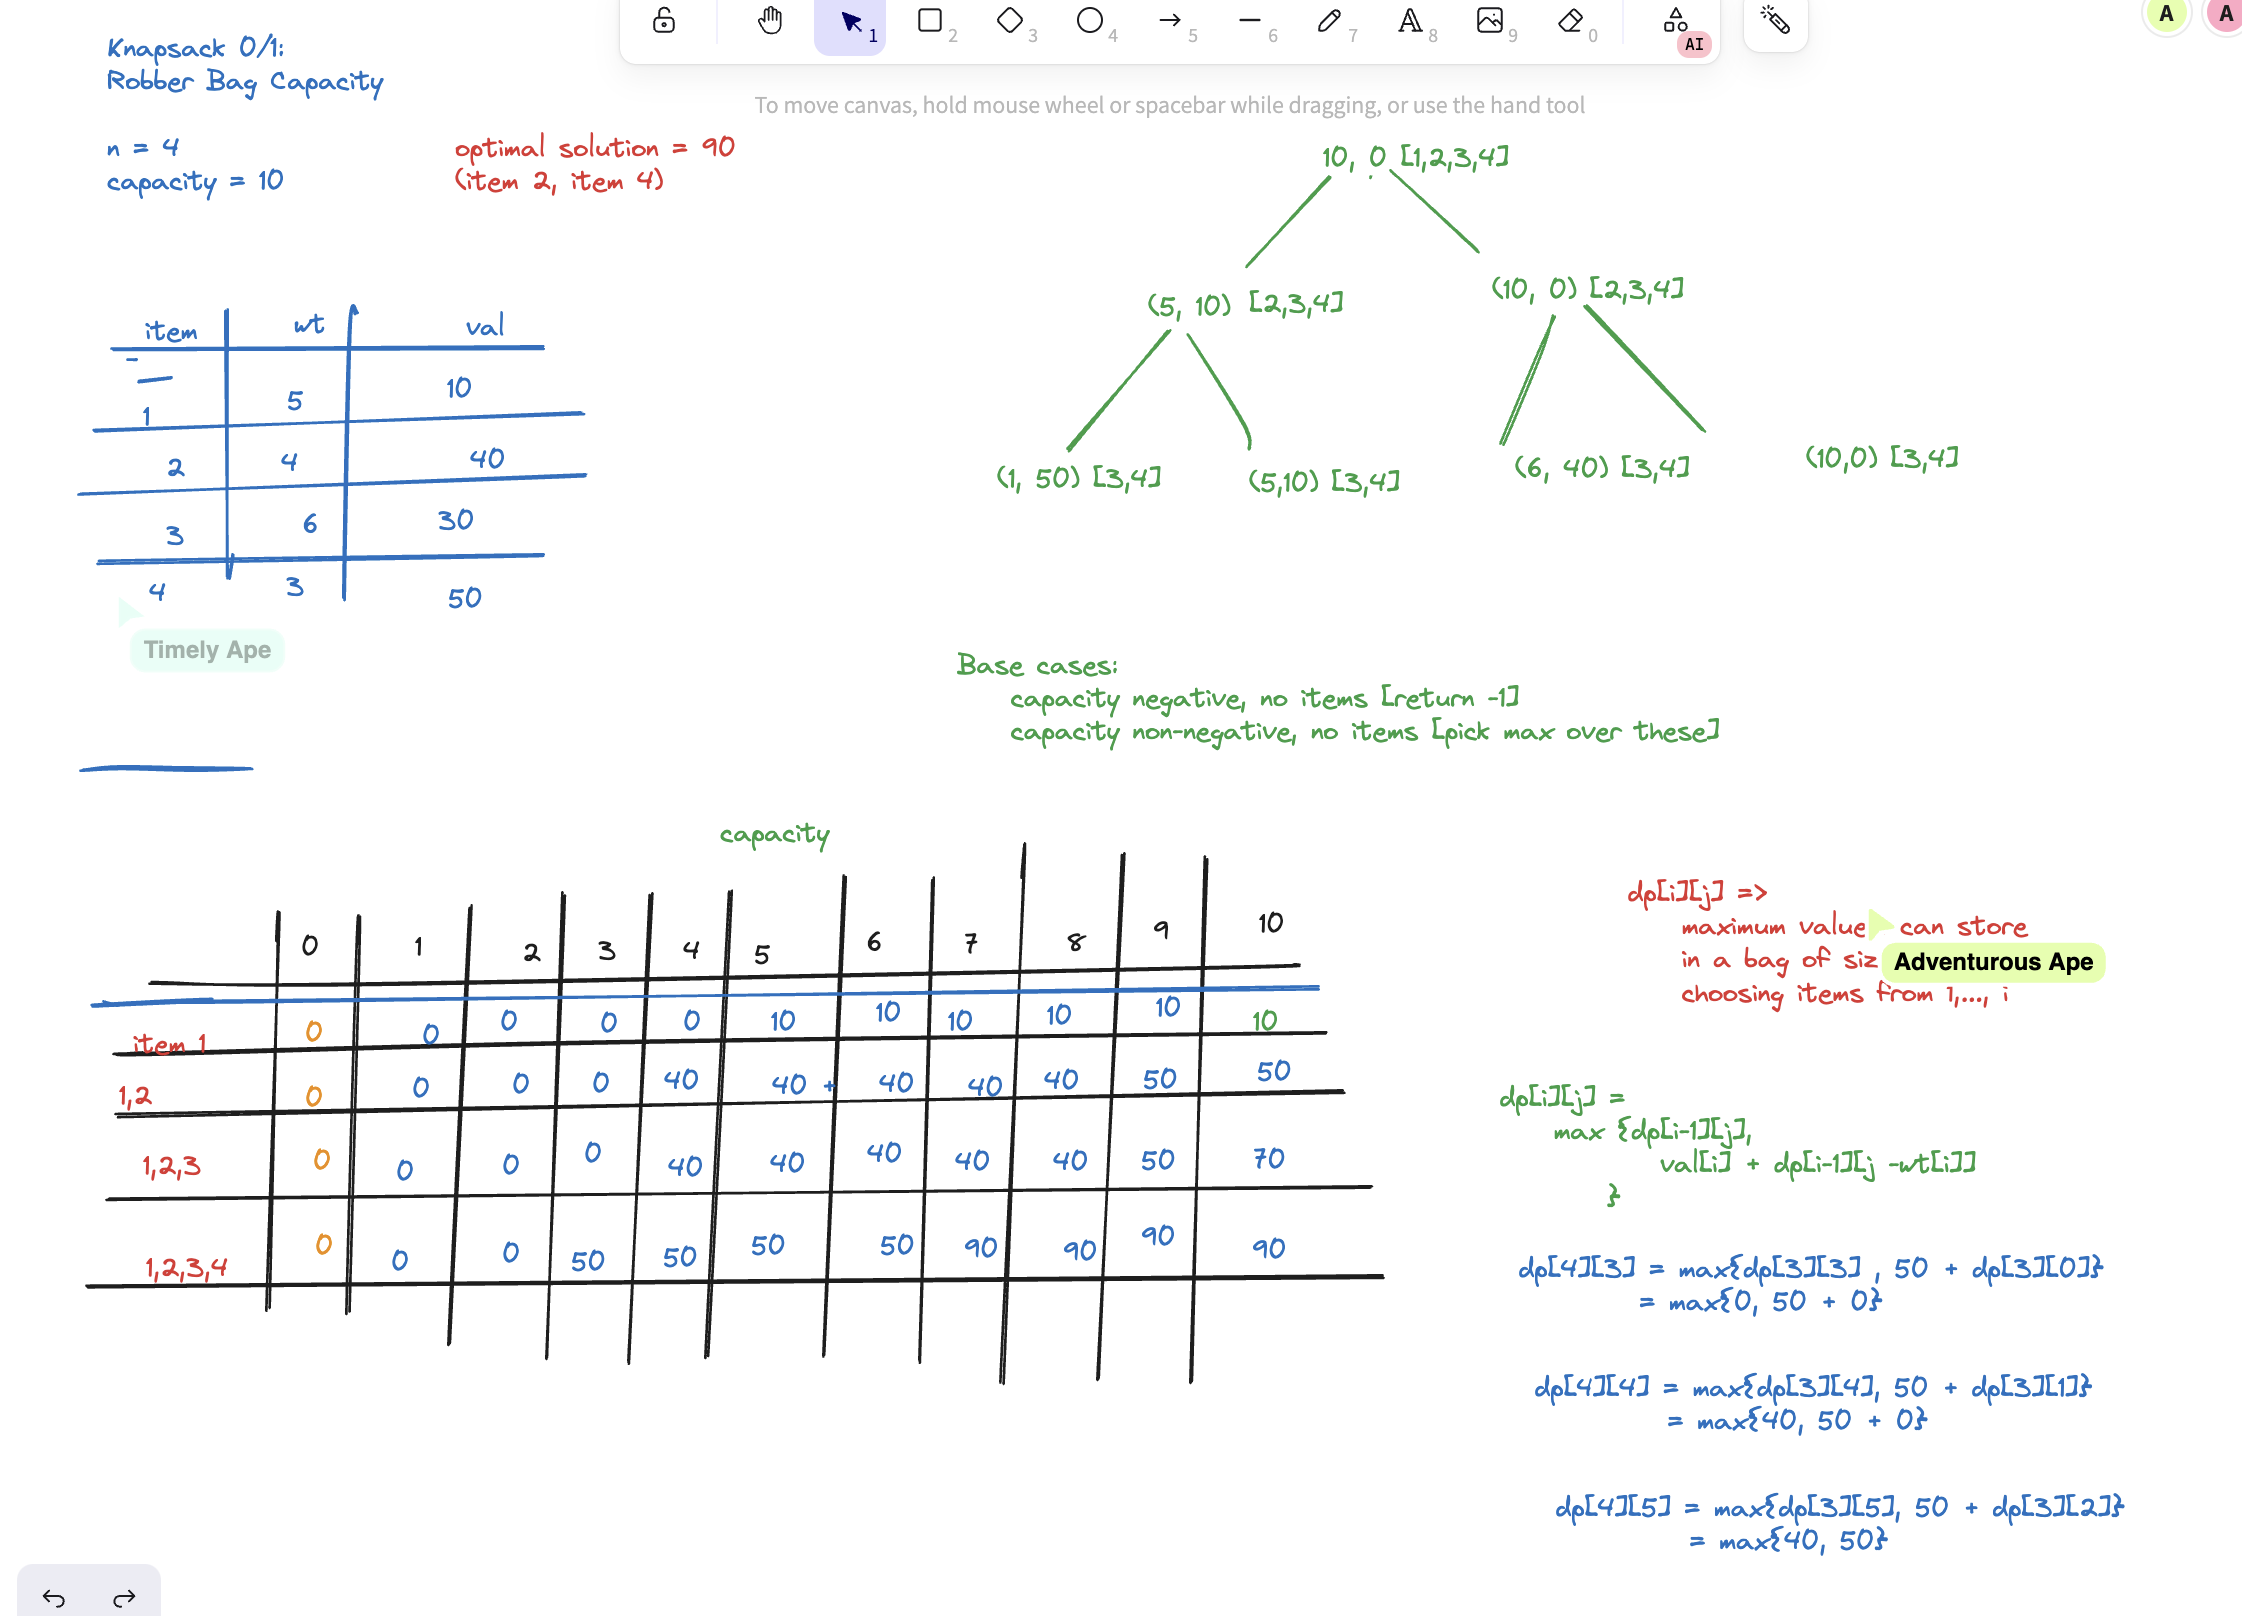 1
2
3
4
5
6
7
8
9
0
AI
A
A
To move canvas, hold mouse wheel or spacebar while dragging, or use the hand tool
Knapsack 0/1:
Robber Bag Capacity
n = 4
capacity = 10
optimal solution = 90
(item 2, item 4)
item wt val
1 5 10
2 4 40
3 6 30
4 3 50
Timely Ape
10, 0 [1,2,3,4]
(5, 10) [2,3,4]
(10, 0) [2,3,4]
(1, 50) [3,4]
(5,10) [3,4]
(6, 40) [3,4]
(10,0) [3,4]
Base cases:
capacity negative, no items [return -1]
capacity non-negative, no items [pick max over these]
capacity
0 1 2 3 4 5 6 7 8 9 10
item 1 0 0 0 0 0 10 10 10 10 10 10
1,2 0 0 0 0 40 40 + 40 40 40 50 50
1,2,3 0 0 0 0 40 40 40 40 40 50 70
1,2,3,4 0 0 0 50 50 50 50 90 90 90 90
dp[i][j] =>
maximum value can store
in a bag of siz
Adventurous Ape
choosing items from 1,..., i
dp[i][j] =
max {dp[i-1][j],
val[i] + dp[i-1][j -wt[i]]
}
dp[4][3] = max{dp[3][3] , 50 + dp[3][0]}
= max{0, 50 + 0}
dp[4][4] = max{dp[3][4], 50 + dp[3][1]}
= max{40, 50 + 0}
dp[4][5] = max{dp[3][5], 50 + dp[3][2]}
= max{40, 50}